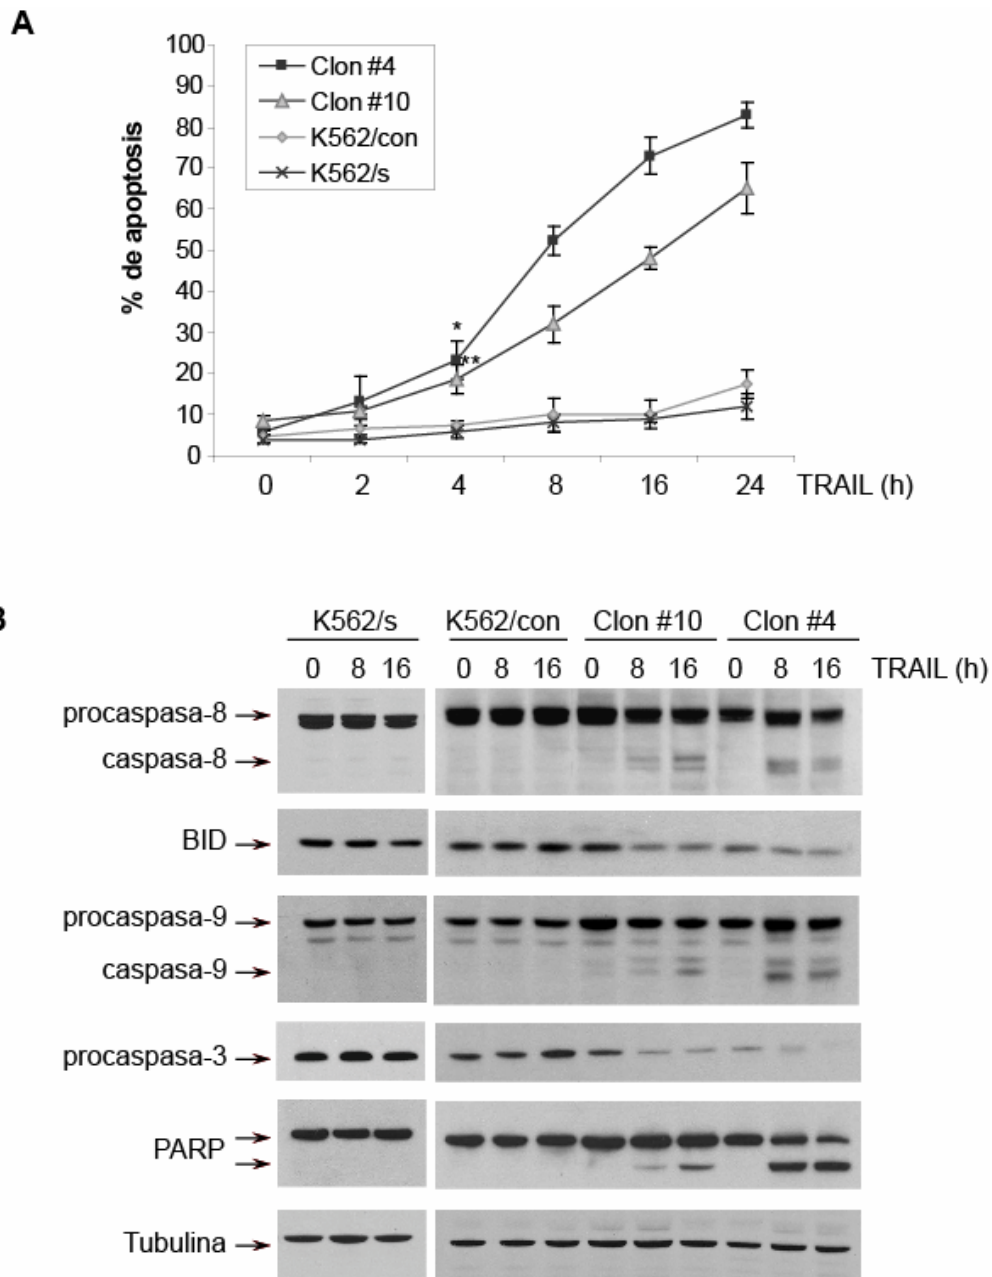 A
100
90
80
70
60
50
40
30
20
10
0
% de apoptosis
Clon #4
Clon #10
K562/con
K562/s
*
**
0 2 4 8 16 24 TRAIL (h)
B
K562/s K562/con Clon #10 Clon #4
0 8 16 0 8 16 0 8 16 0 8 16 TRAIL (h)
procaspasa-8
caspasa-8
BID
procaspasa-9
caspasa-9
procaspasa-3
PARP
Tubulina